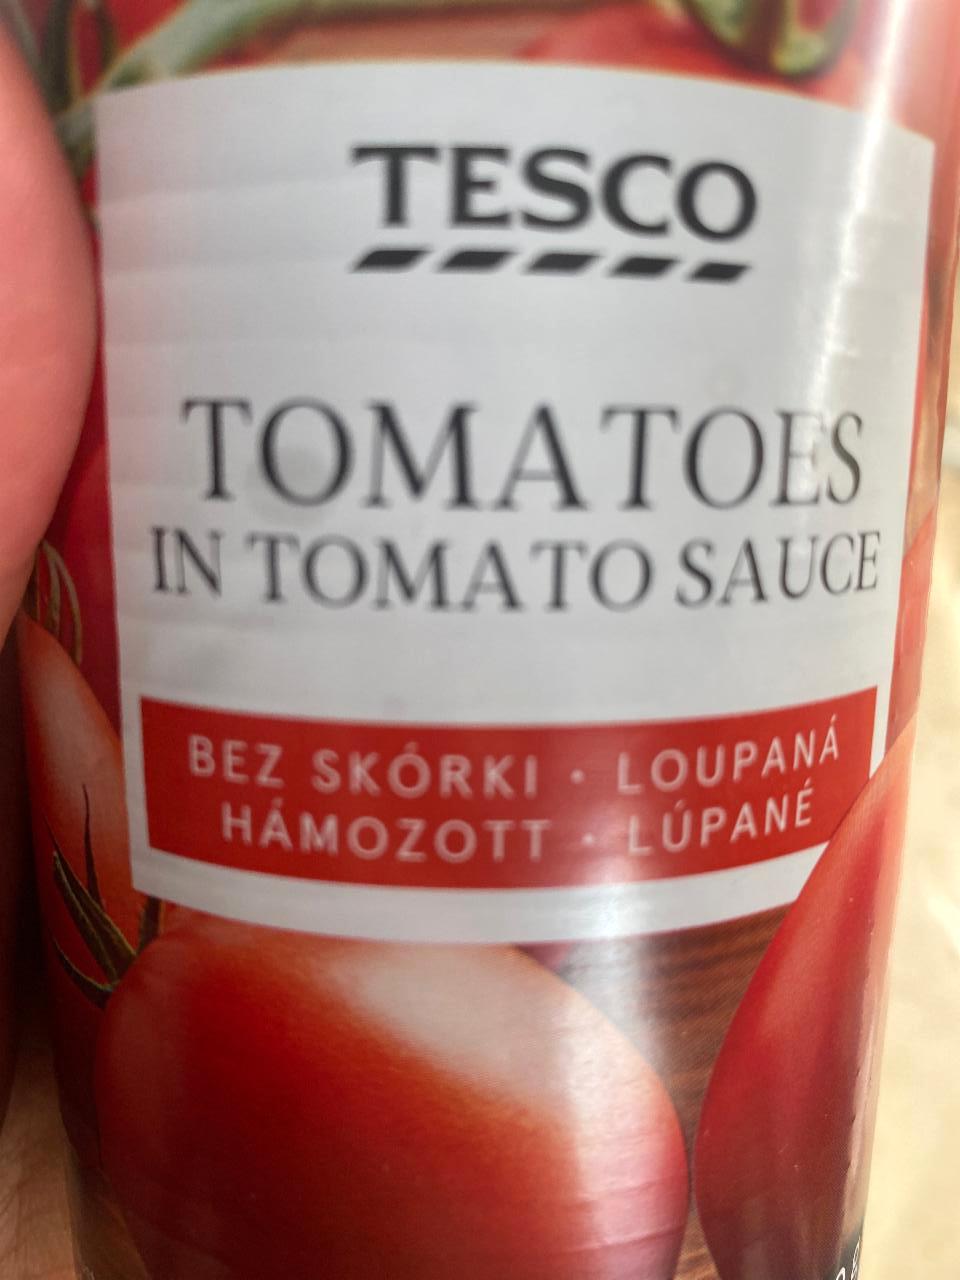 TESCO
TOMATOES
IN TOMATO SAUCE
BEZ SKÓRKI • LOUPANÁ
HÁMOZOTT • LÚPANÉ